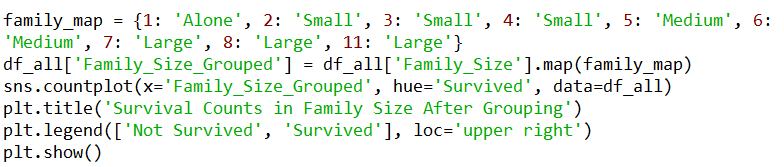 family_map = {1: 'Alone', 2: 'Small', 3: 'Small', 4: 'Small', 5: 'Medium', 6:
'Medium', 7: 'Large', 8: 'Large', 11: 'Large'}
df_all['Family_Size_Grouped'] = df_all['Family_Size'].map(family_map)
sns.countplot(x='Family_Size_Grouped', hue='Survived', data=df_all)
plt.title('Survival Counts in Family Size After Grouping')
plt.legend(['Not Survived', 'Survived'], loc='upper right')
plt.show()